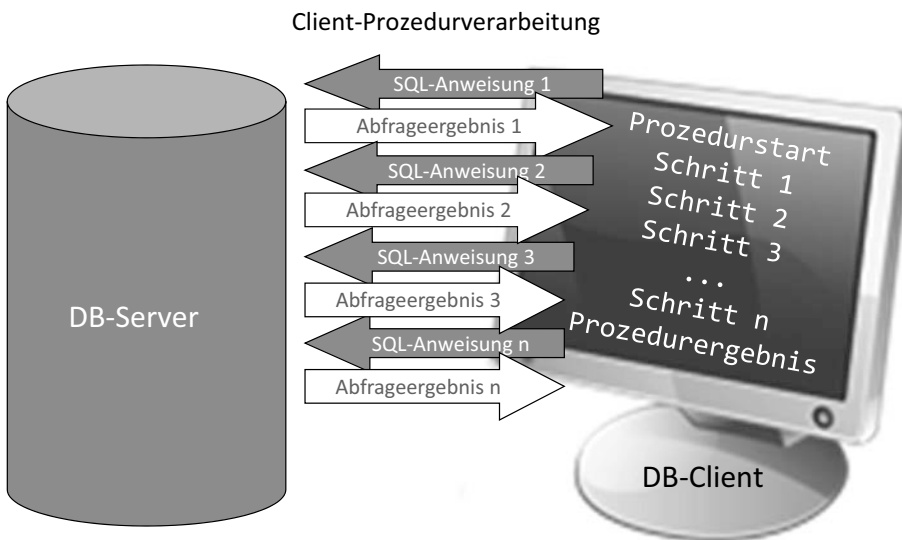 Client-Prozedurverarbeitung
SQL-Anweisung 1
Abfrageergebnis 1
SQL-Anweisung 2
Abfrageergebnis 2
SQL-Anweisung 3
Abfrageergebnis 3
SQL-Anweisung n
Abfrageergebnis n
DB-Server
Prozedurstart
Schritt 1
Schritt 2
Schritt 3
...
Schritt n
Prozedurergebnis
DB-Client